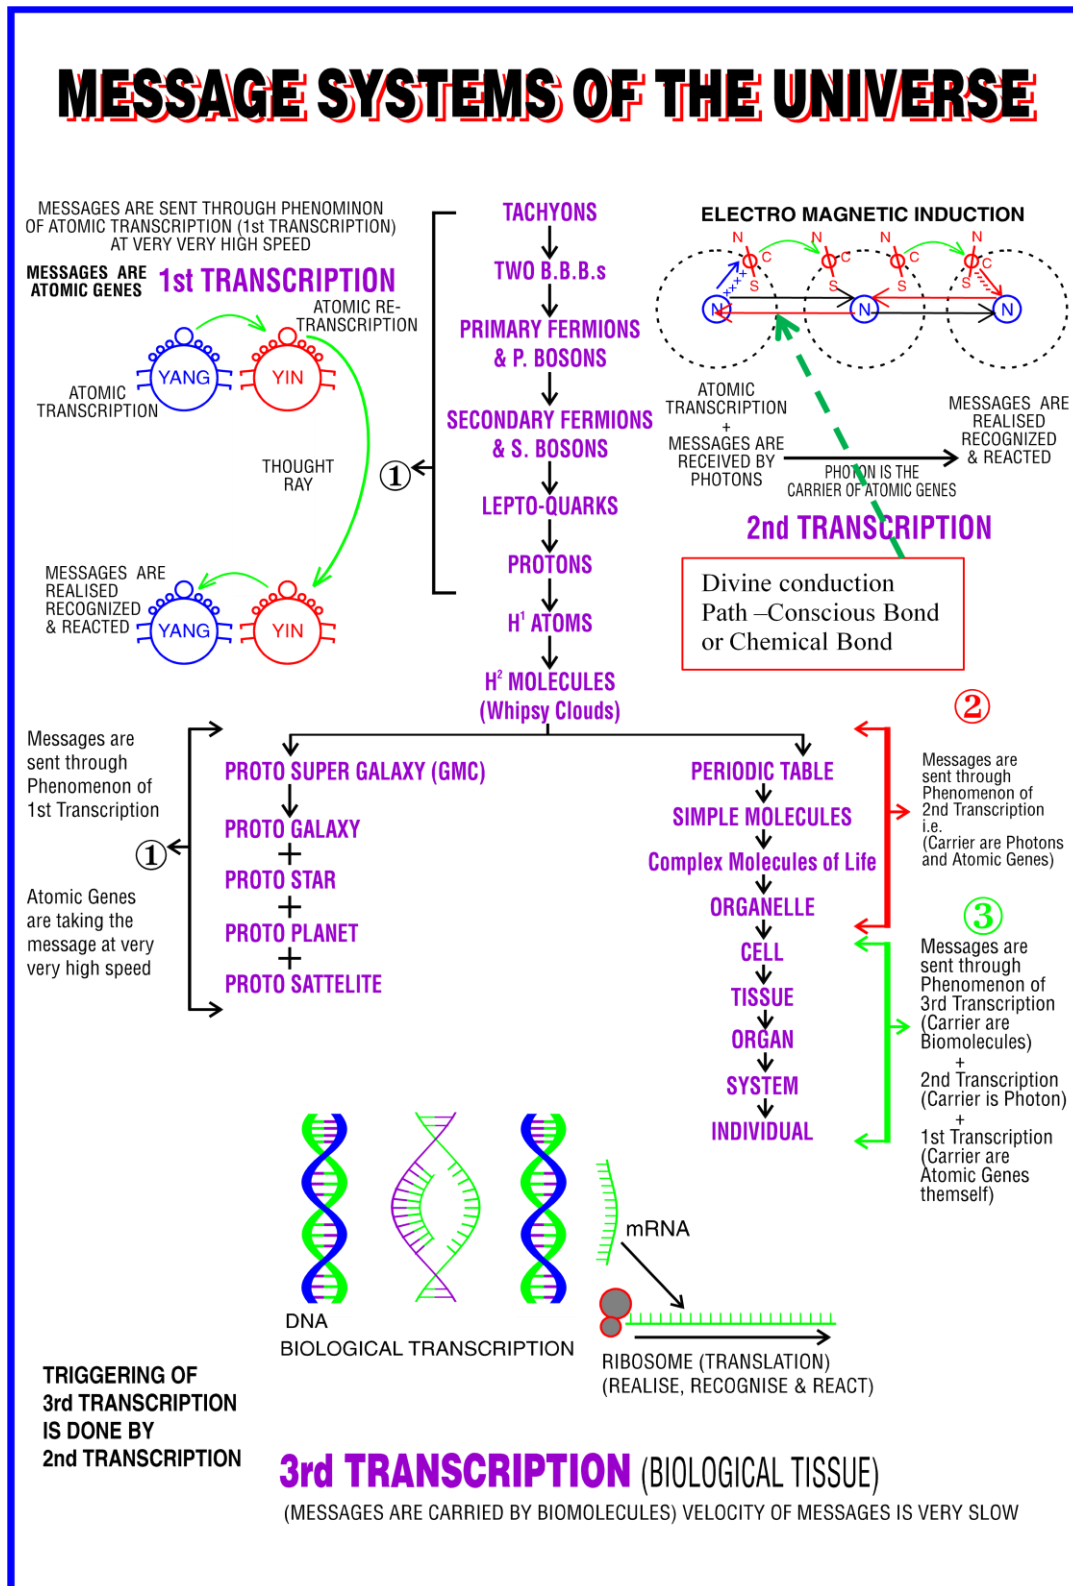 MESSAGE SYSTEMS OF THE UNIVERSE
MESSAGES ARE SENT THROUGH PHENOMINON
OF ATOMIC TRANSCRIPTION (1st TRANSCRIPTION)
AT VERY VERY HIGH SPEED
MESSAGES ARE
ATOMIC GENES
1st TRANSCRIPTION
ATOMIC RE-
TRANSCRIPTION
YANG
YIN
ATOMIC
TRANSCRIPTION
THOUGHT
RAY
MESSAGES ARE
REALISED
RECOGNIZED
& REACTED
YANG
YIN
1
TACHYONS
TWO B.B.B.s
PRIMARY FERMIONS
& P. BOSONS
SECONDARY FERMIONS
& S. BOSONS
LEPTO-QUARKS
PROTONS
H1 ATOMS
H2 MOLECULES
(Whipsy Clouds)
ELECTRO MAGNETIC INDUCTION
N
N
N
N
C
C
C
C
S
S
S
S
++++
N
N
N
ATOMIC
TRANSCRIPTION
+
MESSAGES ARE
RECEIVED BY
PHOTONS
MESSAGES ARE
REALISED
RECOGNIZED
& REACTED
PHOTON IS THE
CARRIER OF ATOMIC GENES
2nd TRANSCRIPTION
Divine conduction
Path –Conscious Bond
or Chemical Bond
Messages are
sent through
Phenomenon of
1st Transcription
1
Atomic Genes
are taking the
message at very
very high speed
PROTO SUPER GALAXY (GMC)
PROTO GALAXY
+
PROTO STAR
+
PROTO PLANET
+
PROTO SATTELITE
PERIODIC TABLE
SIMPLE MOLECULES
Complex Molecules of Life
ORGANELLE
CELL
TISSUE
ORGAN
SYSTEM
INDIVIDUAL
2
Messages are
sent through
Phenomenon of
2nd Transcription
i.e.
(Carrier are Photons
and Atomic Genes)
3
Messages are
sent through
Phenomenon of
3rd Transcription
(Carrier are
Biomolecules)
+
2nd Transcription
(Carrier is Photon)
+
1st Transcription
(Carrier are
Atomic Genes
themself)
mRNA
DNA
BIOLOGICAL TRANSCRIPTION
RIBOSOME (TRANSLATION)
(REALISE, RECOGNISE & REACT)
TRIGGERING OF
3rd TRANSCRIPTION
IS DONE BY
2nd TRANSCRIPTION
3rd TRANSCRIPTION (BIOLOGICAL TISSUE)
(MESSAGES ARE CARRIED BY BIOMOLECULES) VELOCITY OF MESSAGES IS VERY SLOW